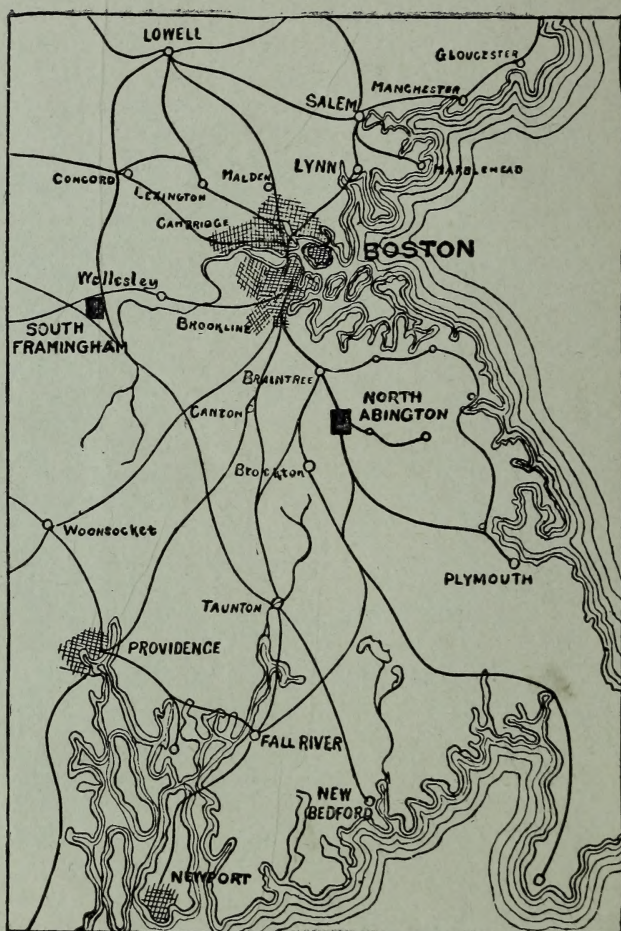 LOWELL
GLOUCESTER
MANCHESTER
SALEM
LYNN
MARBLEHEAD
CONCORD
LEXINGTON
MALDEN
CAMBRIDGE
BOSTON
Wellesley
SOUTH
FRAMINGHAM
BROOKLINE
BRAINTREE
NORTH
ABINGTON
CANTON
BROCKTON
WOONSOCKET
PLYMOUTH
TAUNTON
PROVIDENCE
FALL RIVER
NEW
BEDFORD
NEWPORT